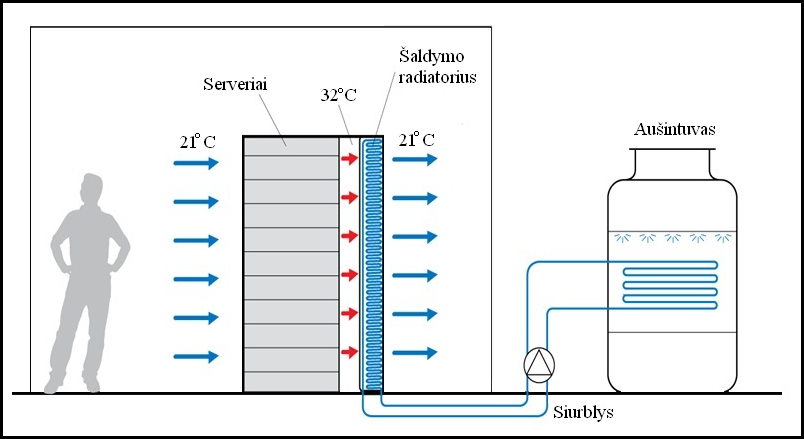 Šaldymo
radiatorius
Serveriai
32°C
21°C
21°C
Aušintuvas
Siurblys